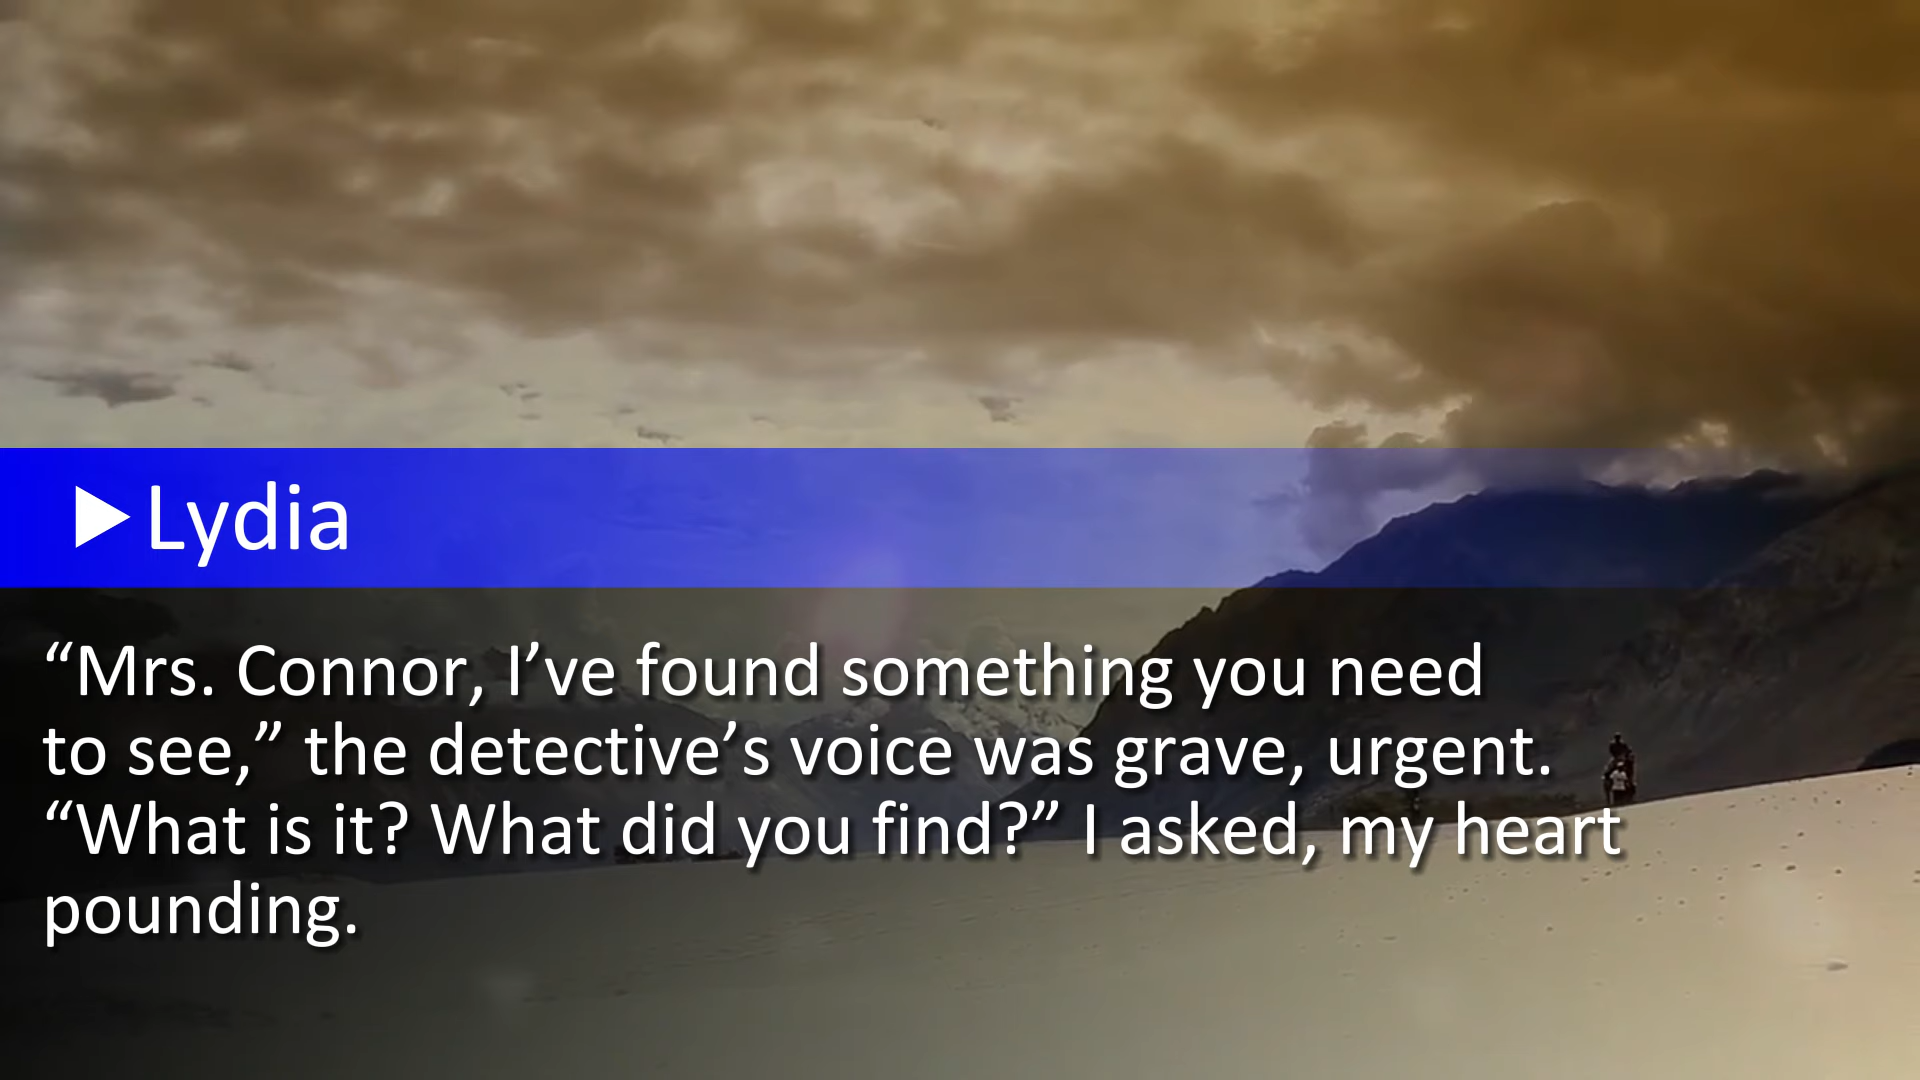 Lydia
“Mrs. Connor, I’ve found something you need
to see,” the detective’s voice was grave, urgent.
“What is it? What did you find?” I asked, my heart
pounding.